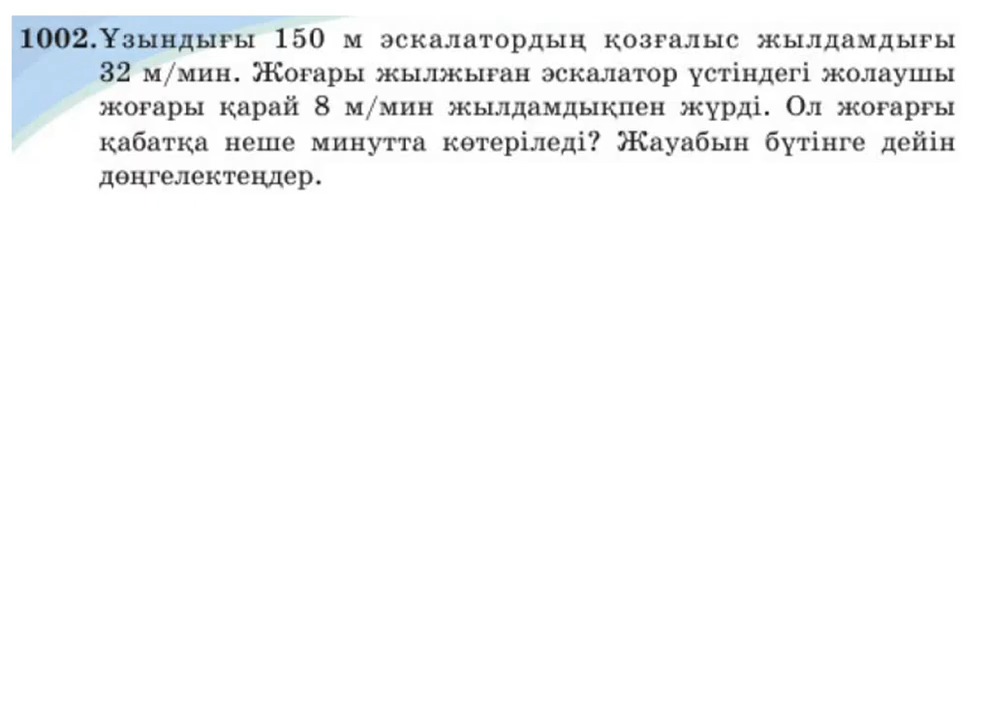 1002.Ұзындығы 150 м эскалатордың қозғалыс жылдамдығы
32 м/мин. Жоғары жылжыған эскалатор үстіндегі жолаушы
жоғары қарай 8 м/мин жылдамдықпен жүрді. Ол жоғарғы
қабатқа неше минутта көтеріледі? Жауабын бүтінге дейін
дөңгелектеңдер.